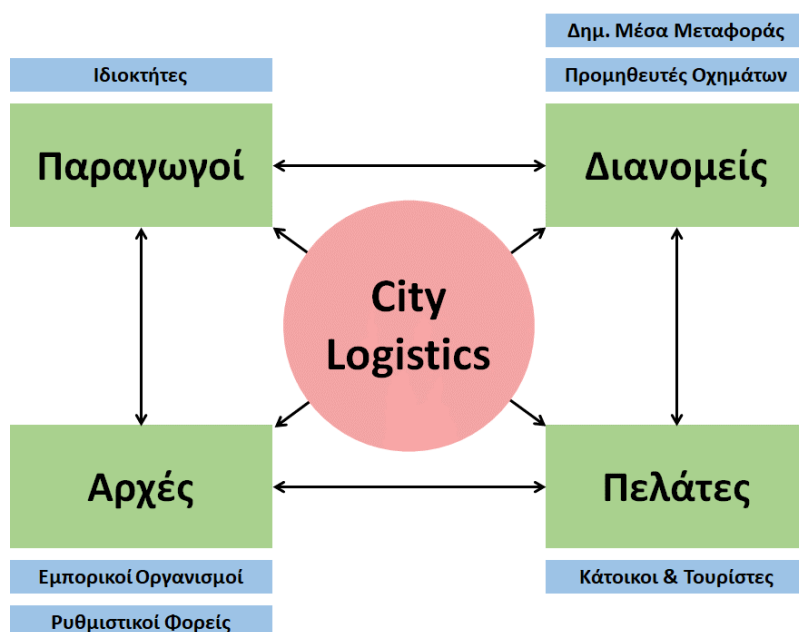 Δημ. Μέσα Μεταφοράς
Ιδιοκτήτες
Προμηθευτές Οχημάτων
Παραγωγοί
Διανομείς
City
Logistics
Αρχές
Πελάτες
Εμπορικοί Οργανισμοί
Κάτοικοι & Τουρίστες
Ρυθμιστικοί Φορείς